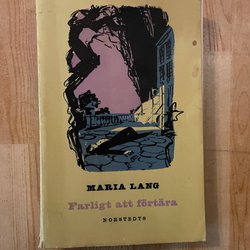 MARIA LANG
Farligt att förtära
NORSTEDTS